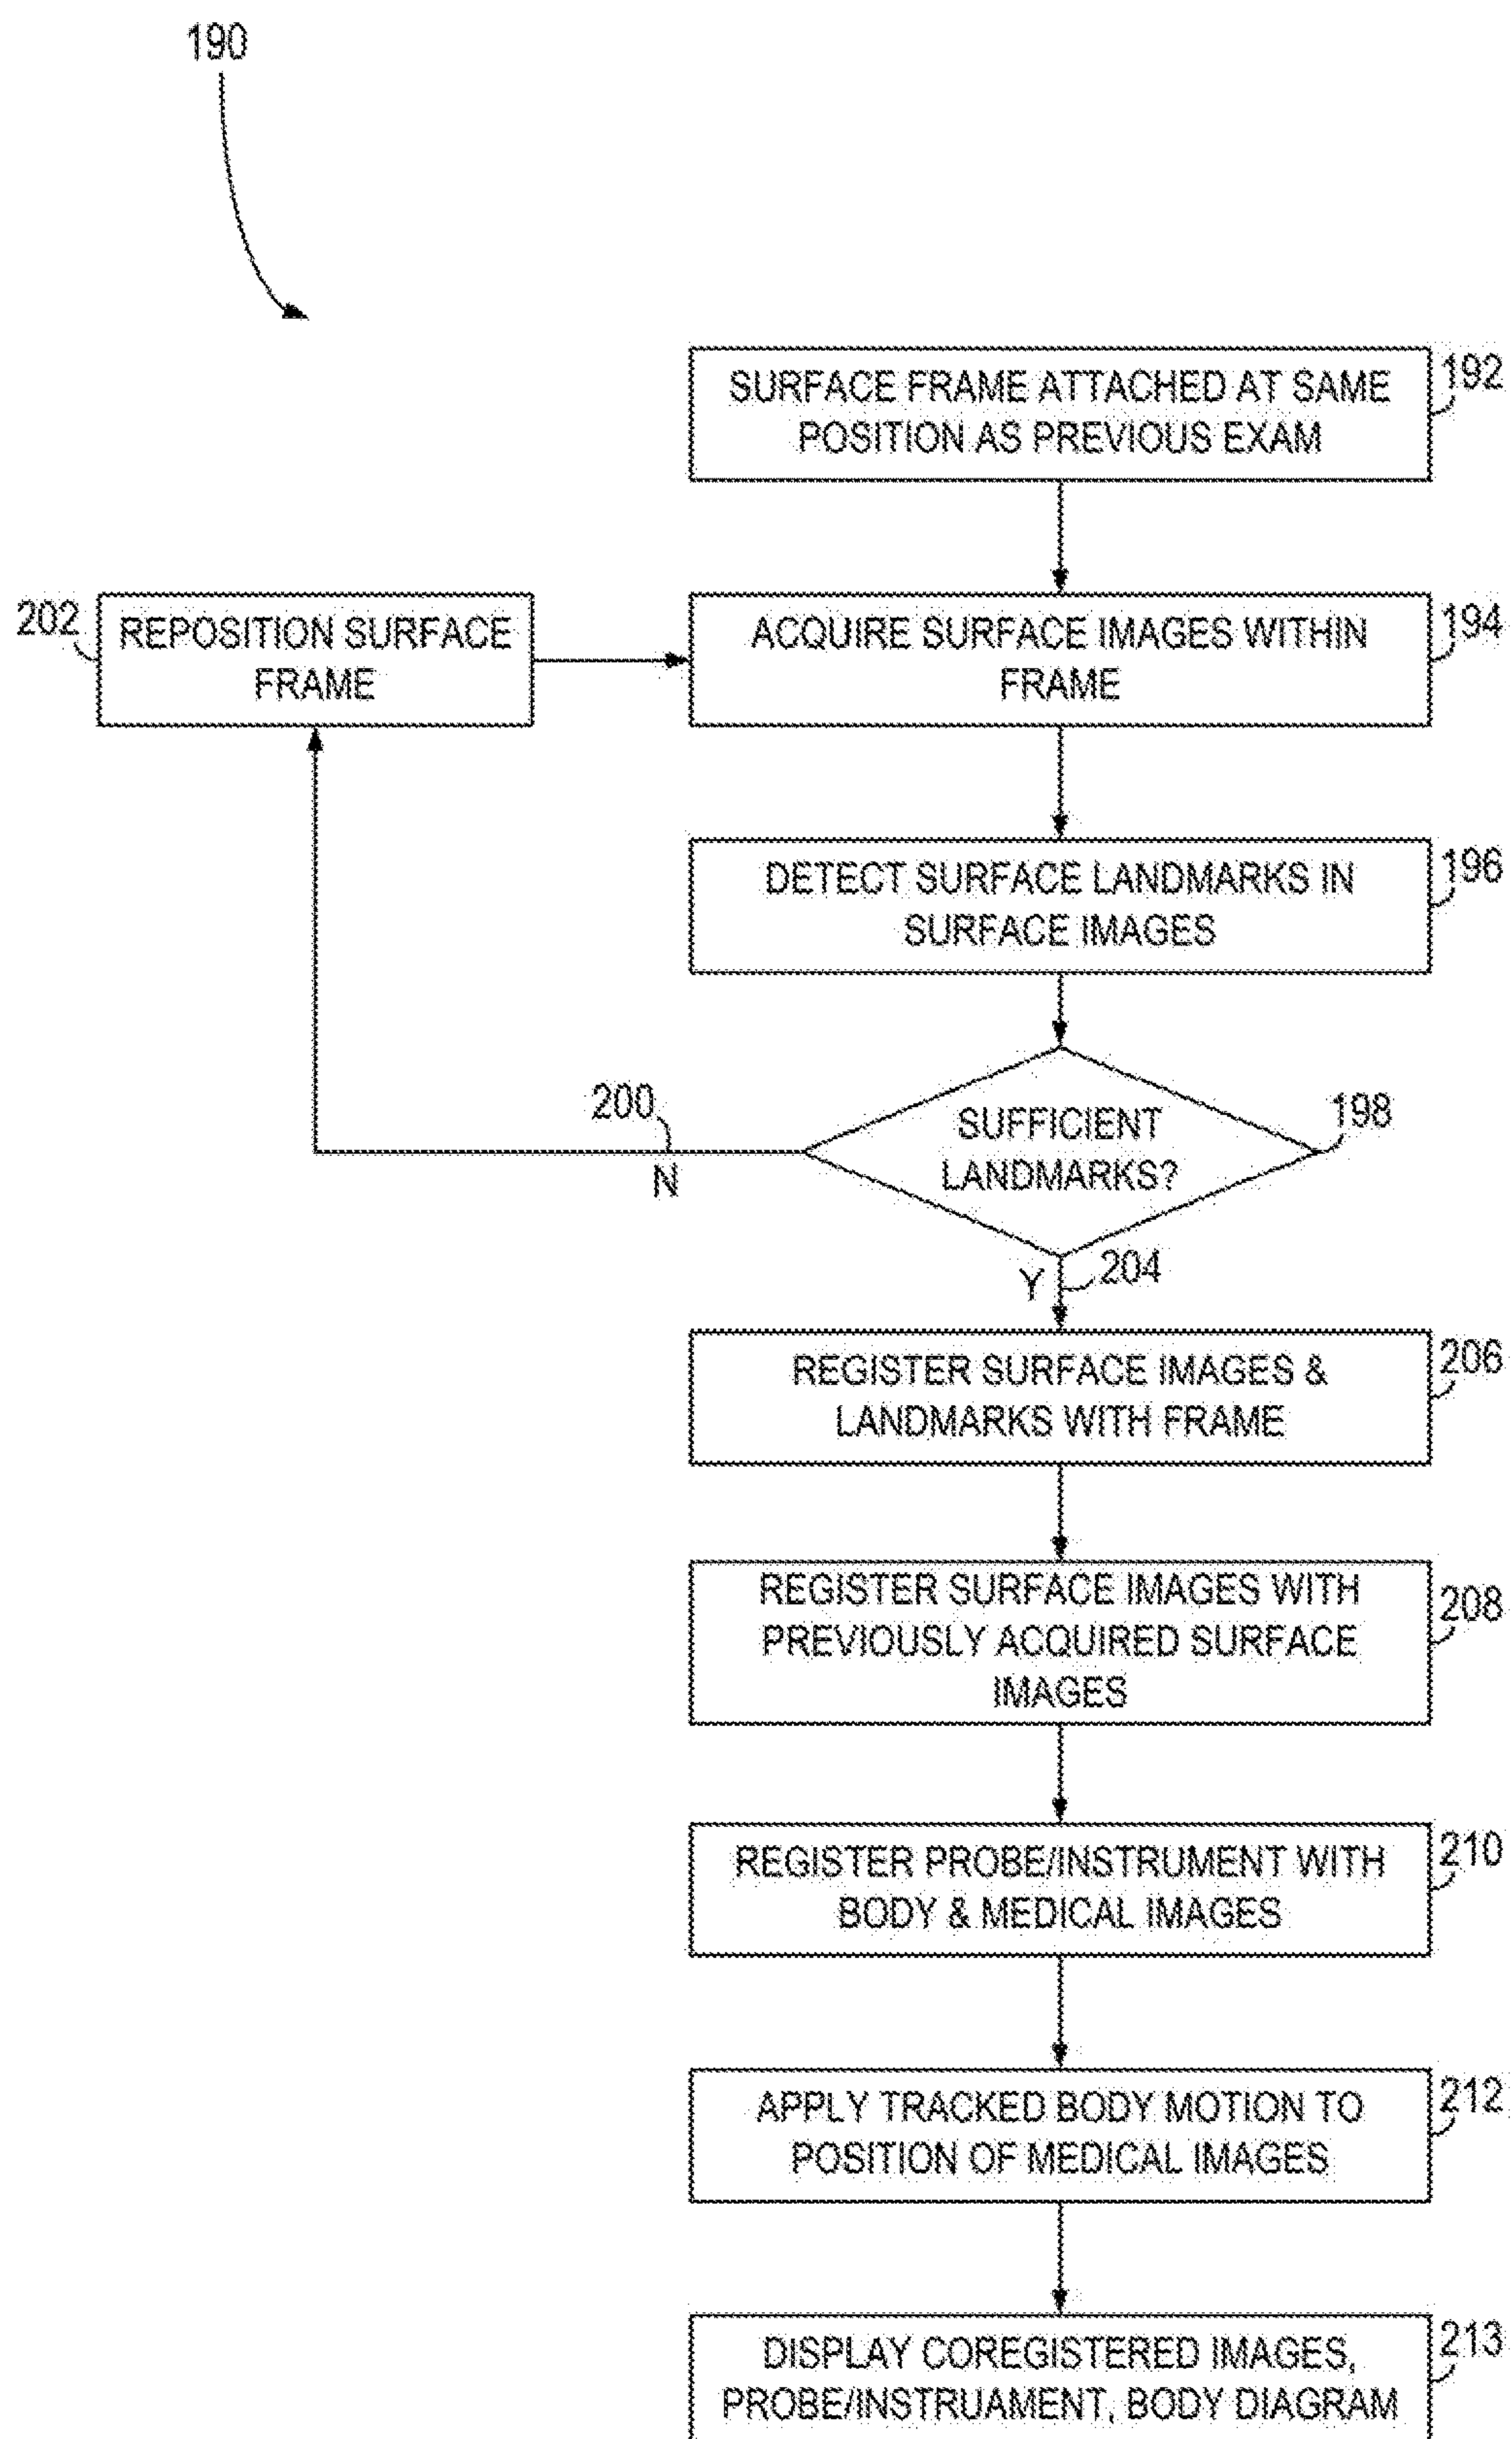 190
SURFACE FRAME ATTACHED AT SAME
POSITION AS PREVIOUS EXAM
192
202
REPOSITION SURFACE
FRAME
ACQUIRE SURFACE IMAGES WITHIN
FRAME
194
DETECT SURFACE LANDMARKS IN
SURFACE IMAGES
196
200
N
SUFFICIENT
LANDMARKS?
198
Y
204
REGISTER SURFACE IMAGES &
LANDMARKS WITH FRAME
206
REGISTER SURFACE IMAGES WITH
PREVIOUSLY ACQUIRED SURFACE
IMAGES
208
REGISTER PROBE/INSTRUMENT WITH
BODY & MEDICAL IMAGES
210
APPLY TRACKED BODY MOTION TO
POSITION OF MEDICAL IMAGES
212
DISPLAY COREGISTERED IMAGES,
PROBE/INSTRUAMENT, BODY DIAGRAM
213